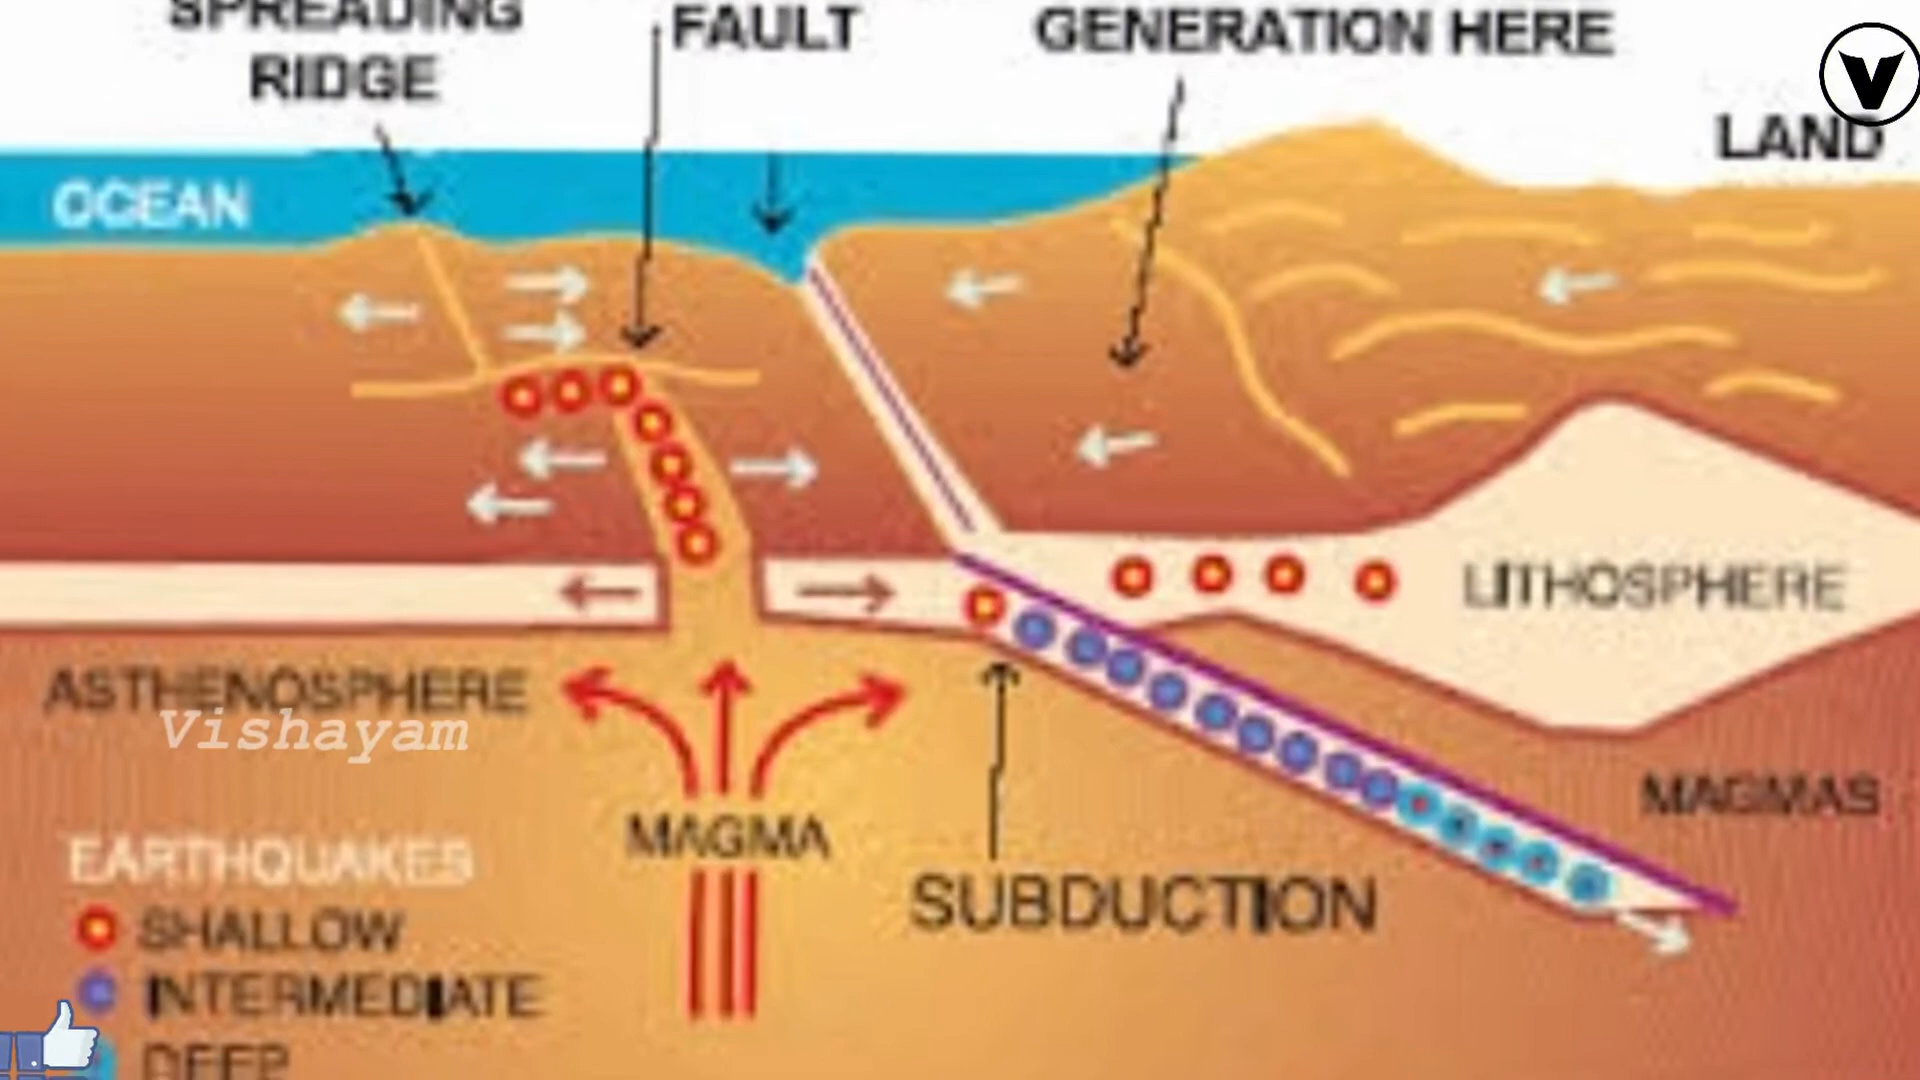 SPREADING
RIDGE
FAULT
GENERATION HERE
V
LAND
OCEAN
LITHOSPHERE
ASTHENOSPHERE
Vishayam
MAGMAS
MAGMA
SUBDUCTION
EARTHQUAKES
SHALLOW
INTERMEDIATE
DEEP